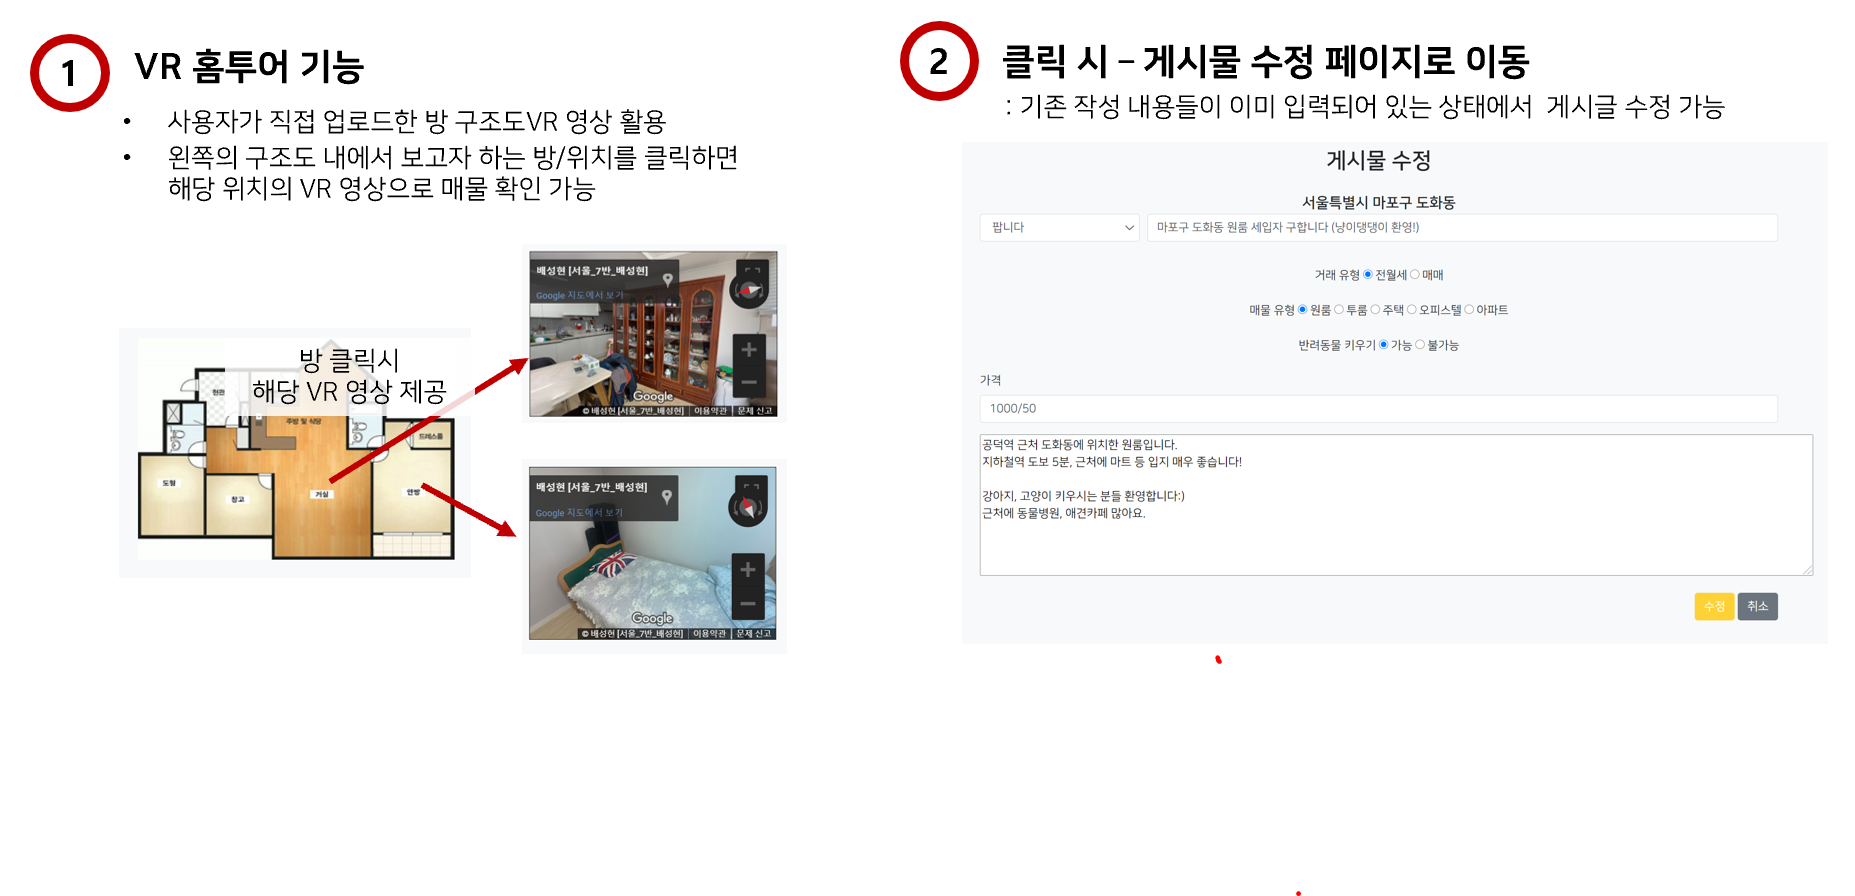 1
VR 홈투어 기능
• 사용자가 직접 업로드한 방 구조도VR 영상 활용
• 왼쪽의 구조도 내에서 보고자 하는 방/위치를 클릭하면
해당 위치의 VR 영상으로 매물 확인 가능
방 클릭시
해당 VR 영상 제공
현관
주방 및 식당
드레스룸
도형
창고
거실
안방
배성현 [서울_7반_배성현]
Google 지도에서 보기
Google
© 배성현 [서울_7반_배성현] 이용약관 문제 신고
배성현 [서울_7반_배성현]
Google 지도에서 보기
Google
© 배성현 [서울_7반_배성현] 이용약관 문제 신고
2
클릭 시 – 게시물 수정 페이지로 이동
: 기존 작성 내용들이 이미 입력되어 있는 상태에서 게시글 수정 가능
게시물 수정
서울특별시 마포구 도화동
팝니다
마포구 도화동 원룸 세입자 구합니다 (냥이댕댕이 환영!)
거래 유형 전월세 매매
매물 유형 원룸 투룸 주택 오피스텔 아파트
반려동물 키우기 가능 불가능
가격
1000/50
공덕역 근처 도화동에 위치한 원룸입니다.
지하철역 도보 5분, 근처에 마트 등 입지 매우 좋습니다!
강아지, 고양이 키우시는 분들 환영합니다:)
근처에 동물병원, 애견카페 많아요.
수정 취소